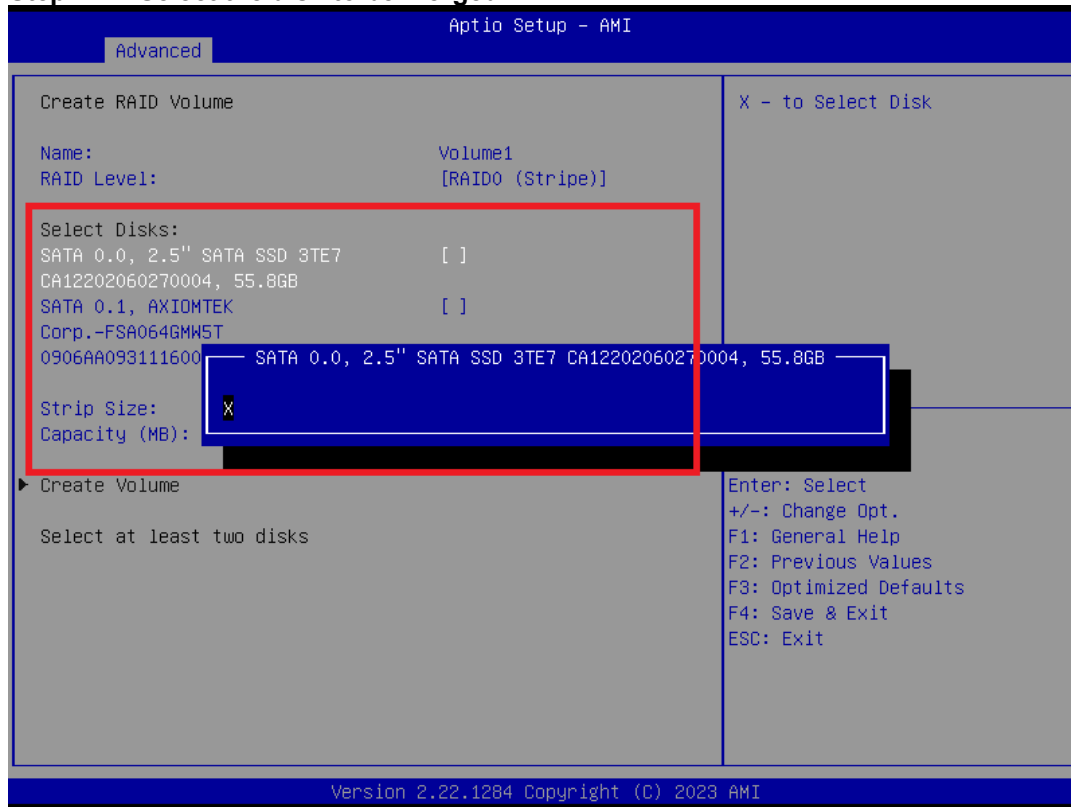 Aptio Setup – AMI
Advanced
Create RAID Volume
X – to Select Disk
Name: Volume1
RAID Level: [RAID0 (Stripe)]
Select Disks:
SATA 0.0, 2.5" SATA SSD 3TE7 [ ]
CA12202060270004, 55.8GB
SATA 0.1, AXIOMTEK [ ]
Corp.-FSA064GMW5T
0906AA093111600
SATA 0.0, 2.5" SATA SSD 3TE7 CA12202060270004, 55.8GB
X
Strip Size:
Capacity (MB):
Create Volume
Select at least two disks
Enter: Select
+/-: Change Opt.
F1: General Help
F2: Previous Values
F3: Optimized Defaults
F4: Save & Exit
ESC: Exit
Version 2.22.1284 Copyright (C) 2023 AMI